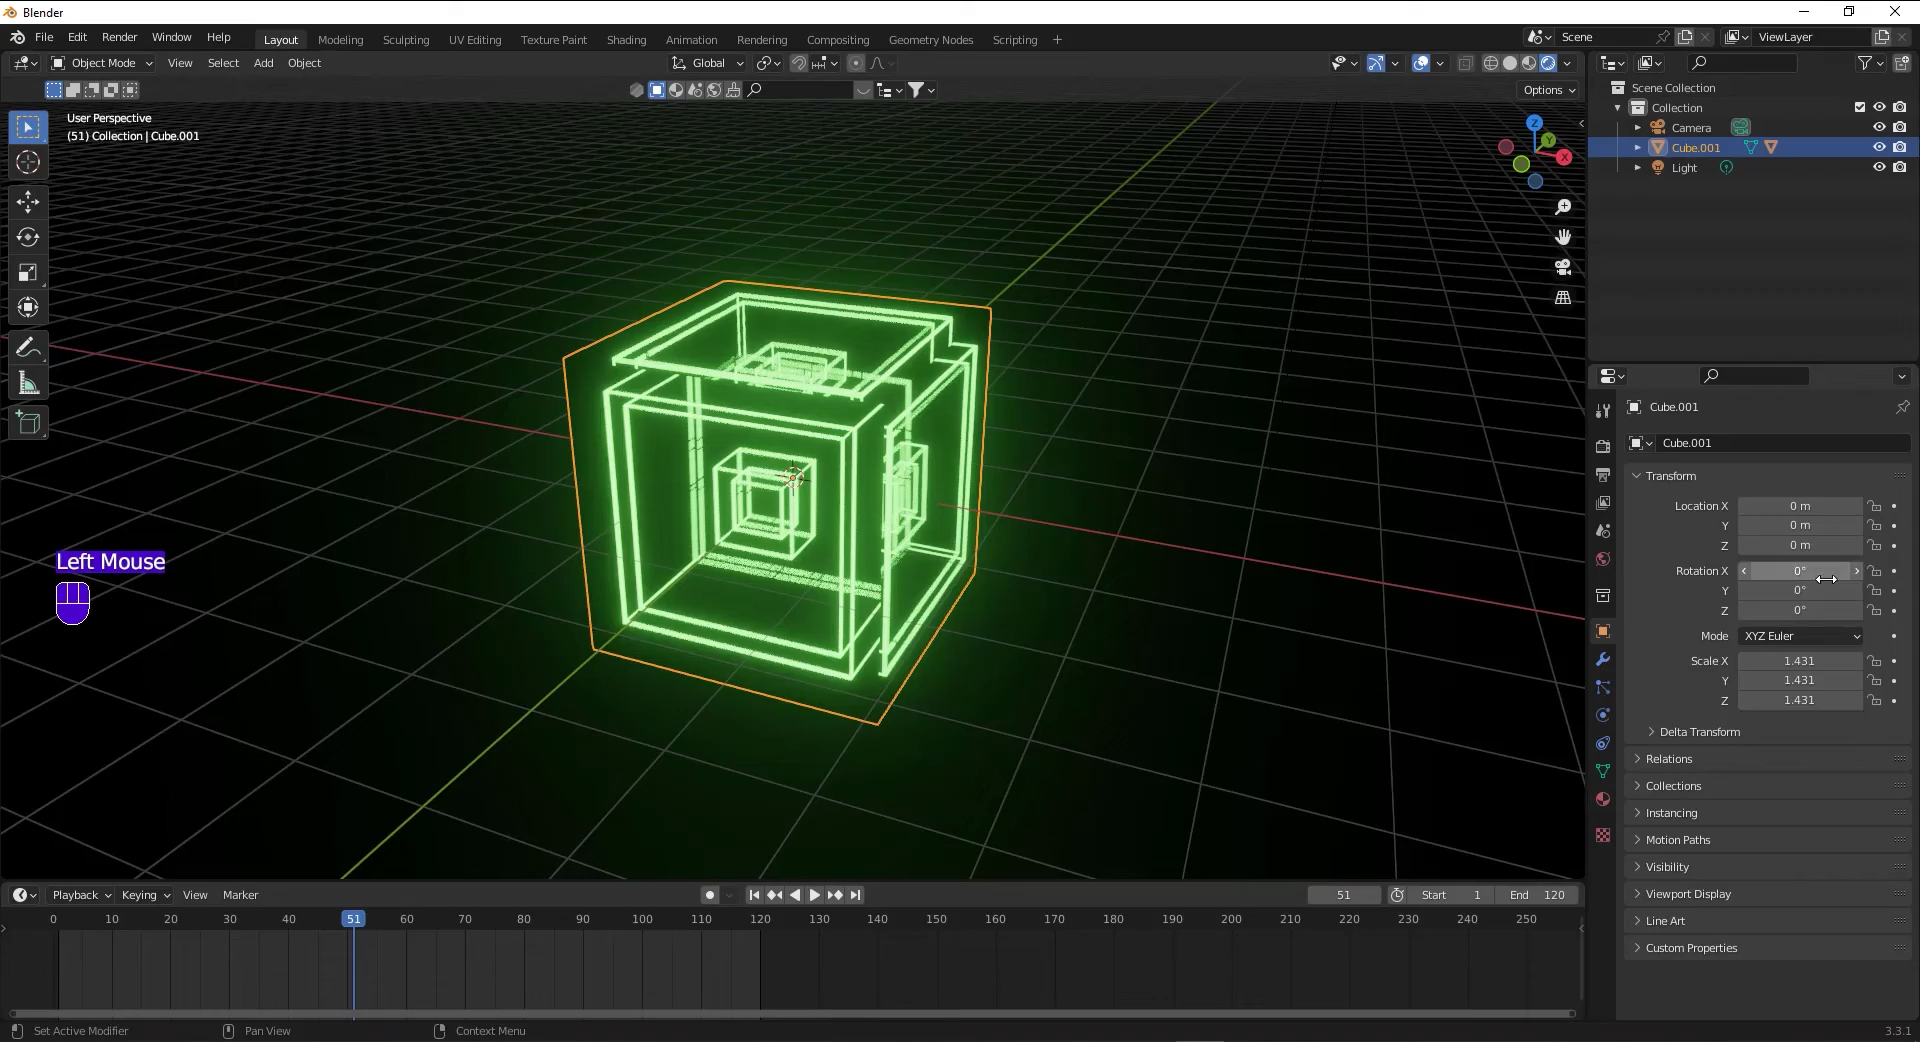 Blender
File Edit Render Window Help
Layout Modeling Sculpting UV Editing Texture Paint Shading Animation Rendering Compositing Geometry Nodes Scripting +
Scene
ViewLayer
Object Mode View Select Add Object
Global
Options
User Perspective
(51) Collection | Cube.001
Z
Y
X
Scene Collection
Collection
Camera
Cube.001
Light
Left Mouse
Cube.001
Cube.001
Transform
Location X 0 m
Y 0 m
Z 0 m
Rotation X 0°
Y 0°
Z 0°
Mode XYZ Euler
Scale X 1.431
Y 1.431
Z 1.431
Delta Transform
Relations
Collections
Instancing
Motion Paths
Visibility
Viewport Display
Line Art
Custom Properties
Playback Keying View Marker
51 Start 1 End 120
0 10 20 30 40 51 60 70 80 90 100 110 120 130 140 150 160 170 180 190 200 210 220 230 240 250
Set Active Modifier Pan View Context Menu 3.3.1